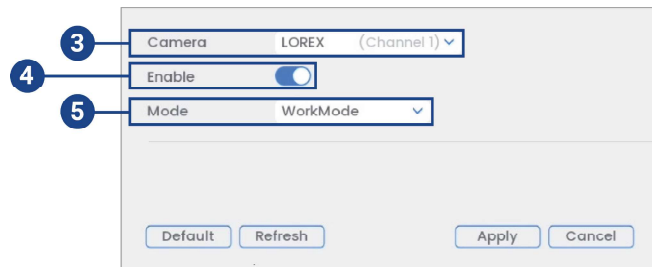 3 Camera LOREX (Channel 1)
4 Enable
5 Mode WorkMode
Default Refresh Apply Cancel